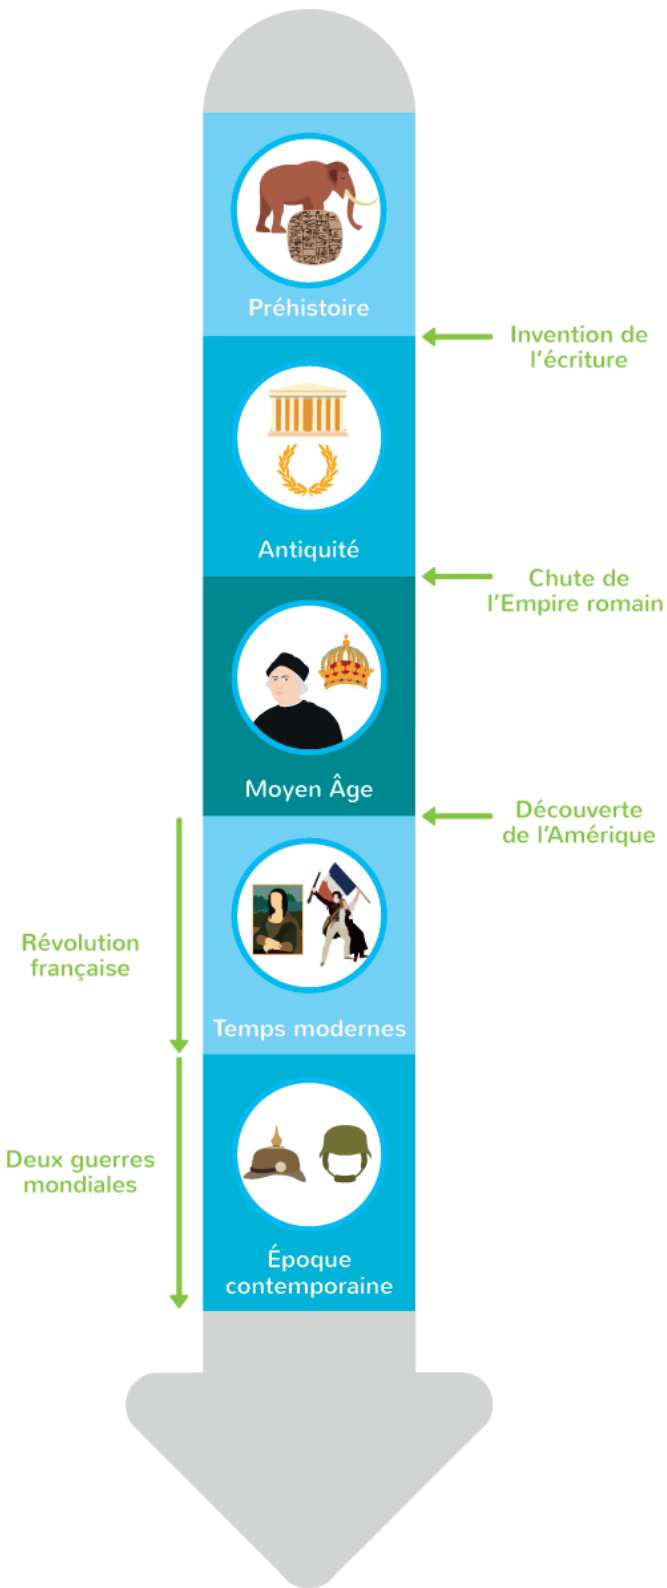 Préhistoire
Invention de
l'écriture
Antiquité
Chute de
l'Empire romain
Moyen Âge
Découverte
de l'Amérique
Révolution
française
Temps modernes
Deux guerres
mondiales
Époque
contemporaine